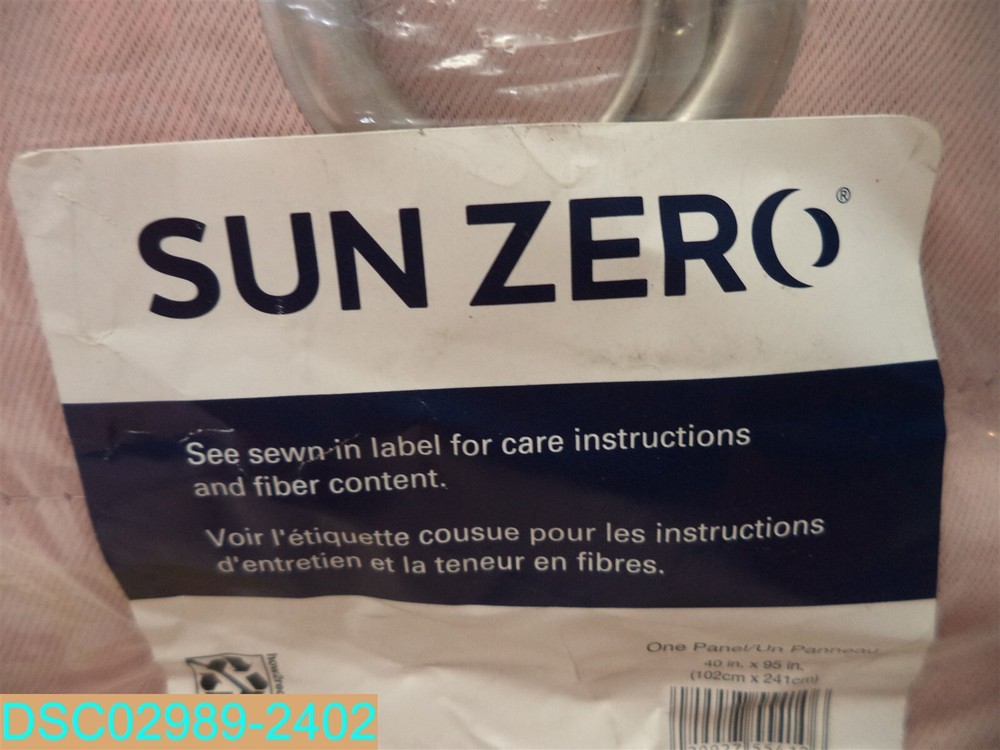 SUN ZERO®
See sewn-in label for care instructions
and fiber content.
Voir l'étiquette cousue pour les instructions
d'entretien et la teneur en fibres.
One Panel/Un Panneau
40 in. x 95 in.
(102cm x 241cm)
DSC02989-2402